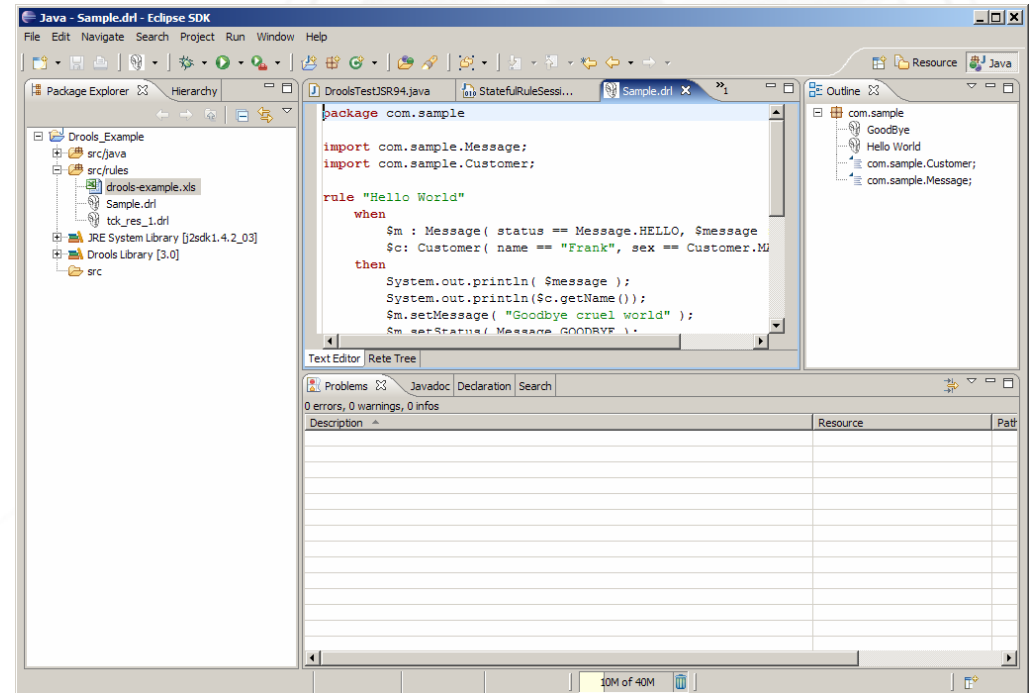 Java - Sample.drl - Eclipse SDK
File Edit Navigate Search Project Run Window Help
Resource Java
Package Explorer Hierarchy
Drools_Example
src/java
src/rules
drools-example.xls
Sample.drl
tck_res_1.drl
JRE System Library [j2sdk1.4.2_03]
Drools Library [3.0]
src
DroolsTestJSR94.java StatefulRuleSessi... Sample.drl »1
package com.sample
import com.sample.Message;
import com.sample.Customer;
rule "Hello World"
when
$m : Message( status == Message.HELLO, $message
$c: Customer( name == "Frank", sex == Customer.MA
then
System.out.println( $message );
System.out.println($c.getName());
$m.setMessage( "Goodbye cruel world" );
$m.setStatus( Message.GOODBYE );
Text Editor Rete Tree
Outline
com.sample
GoodBye
Hello World
com.sample.Customer;
com.sample.Message;
Problems Javadoc Declaration Search
0 errors, 0 warnings, 0 infos
Description Resource Path
10M of 40M